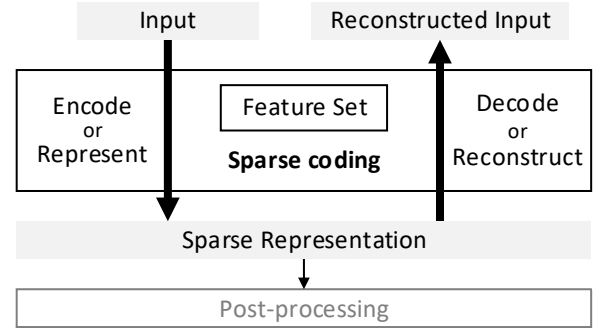 Input
Reconstructed Input
Encode
or
Represent
Feature Set
Sparse coding
Decode
or
Reconstruct
Sparse Representation
Post-processing